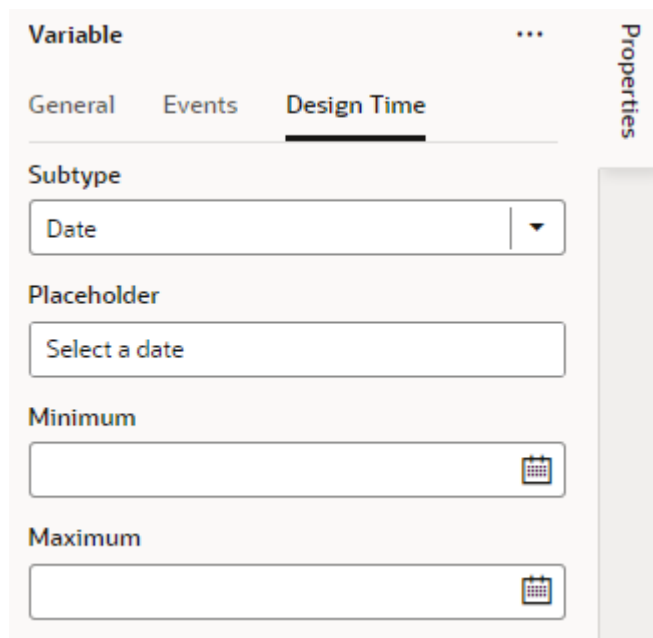 Variable
General Events Design Time
Subtype
Date
Placeholder
Select a date
Minimum
Maximum
Properties